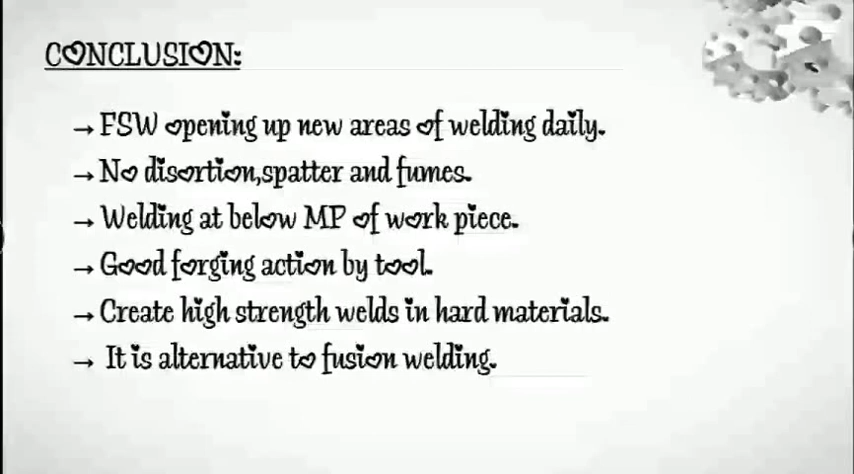 CONCLUSION:
→ FSW opening up new areas of welding daily.
→ No disortion,spatter and fumes.
→ Welding at below MP of work piece.
→ Good forging action by tool.
→ Create high strength welds in hard materials.
→ It is alternative to fusion welding.